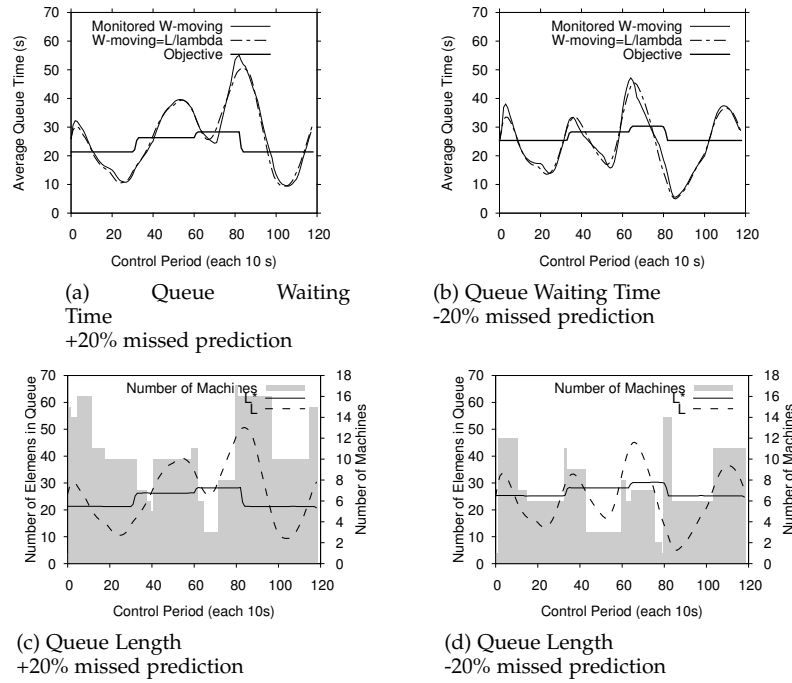 70
60
50
40
30
20
10
0
Average Queue Time (s)
Monitored W-moving
W-moving=L/lambda
Objective
0 20 40 60 80 100 120
Control Period (each 10 s)
(a) Queue Waiting
Time
+20% missed prediction
70
60
50
40
30
20
10
0
Average Queue Time (s)
Monitored W-moving
W-moving=L/lambda
Objective
0 20 40 60 80 100 120
Control Period (each 10 s)
(b) Queue Waiting Time
-20% missed prediction
70
60
50
40
30
20
10
0
Number of Elemens in Queue
Number of Machines
L*
L
18
16
14
12
10
8
6
4
2
0
Number of Machines
0 20 40 60 80 100 120
Control Period (each 10s)
(c) Queue Length
+20% missed prediction
70
60
50
40
30
20
10
0
Number of Elemens in Queue
Number of Machines
L*
L
18
16
14
12
10
8
6
4
2
0
Number of Machines
0 20 40 60 80 100 120
Control Period (each 10s)
(d) Queue Length
-20% missed prediction